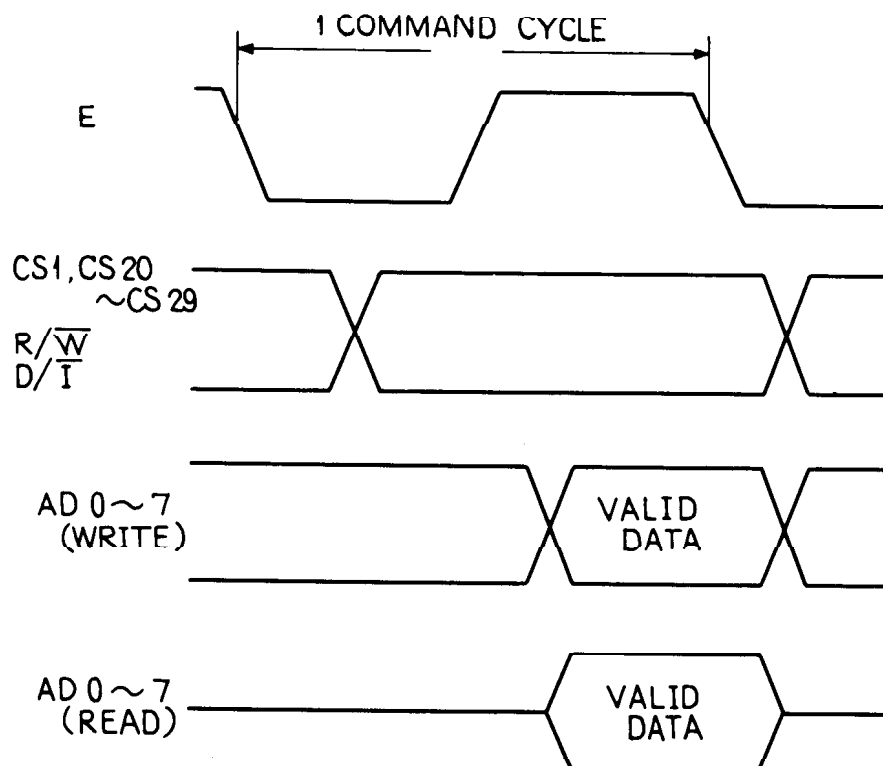 1 COMMAND CYCLE
E
CS1, CS20
~CS29
R/W̅
D/I̅
AD 0~7
(WRITE)
VALID
DATA
AD 0~7
(READ)
VALID
DATA